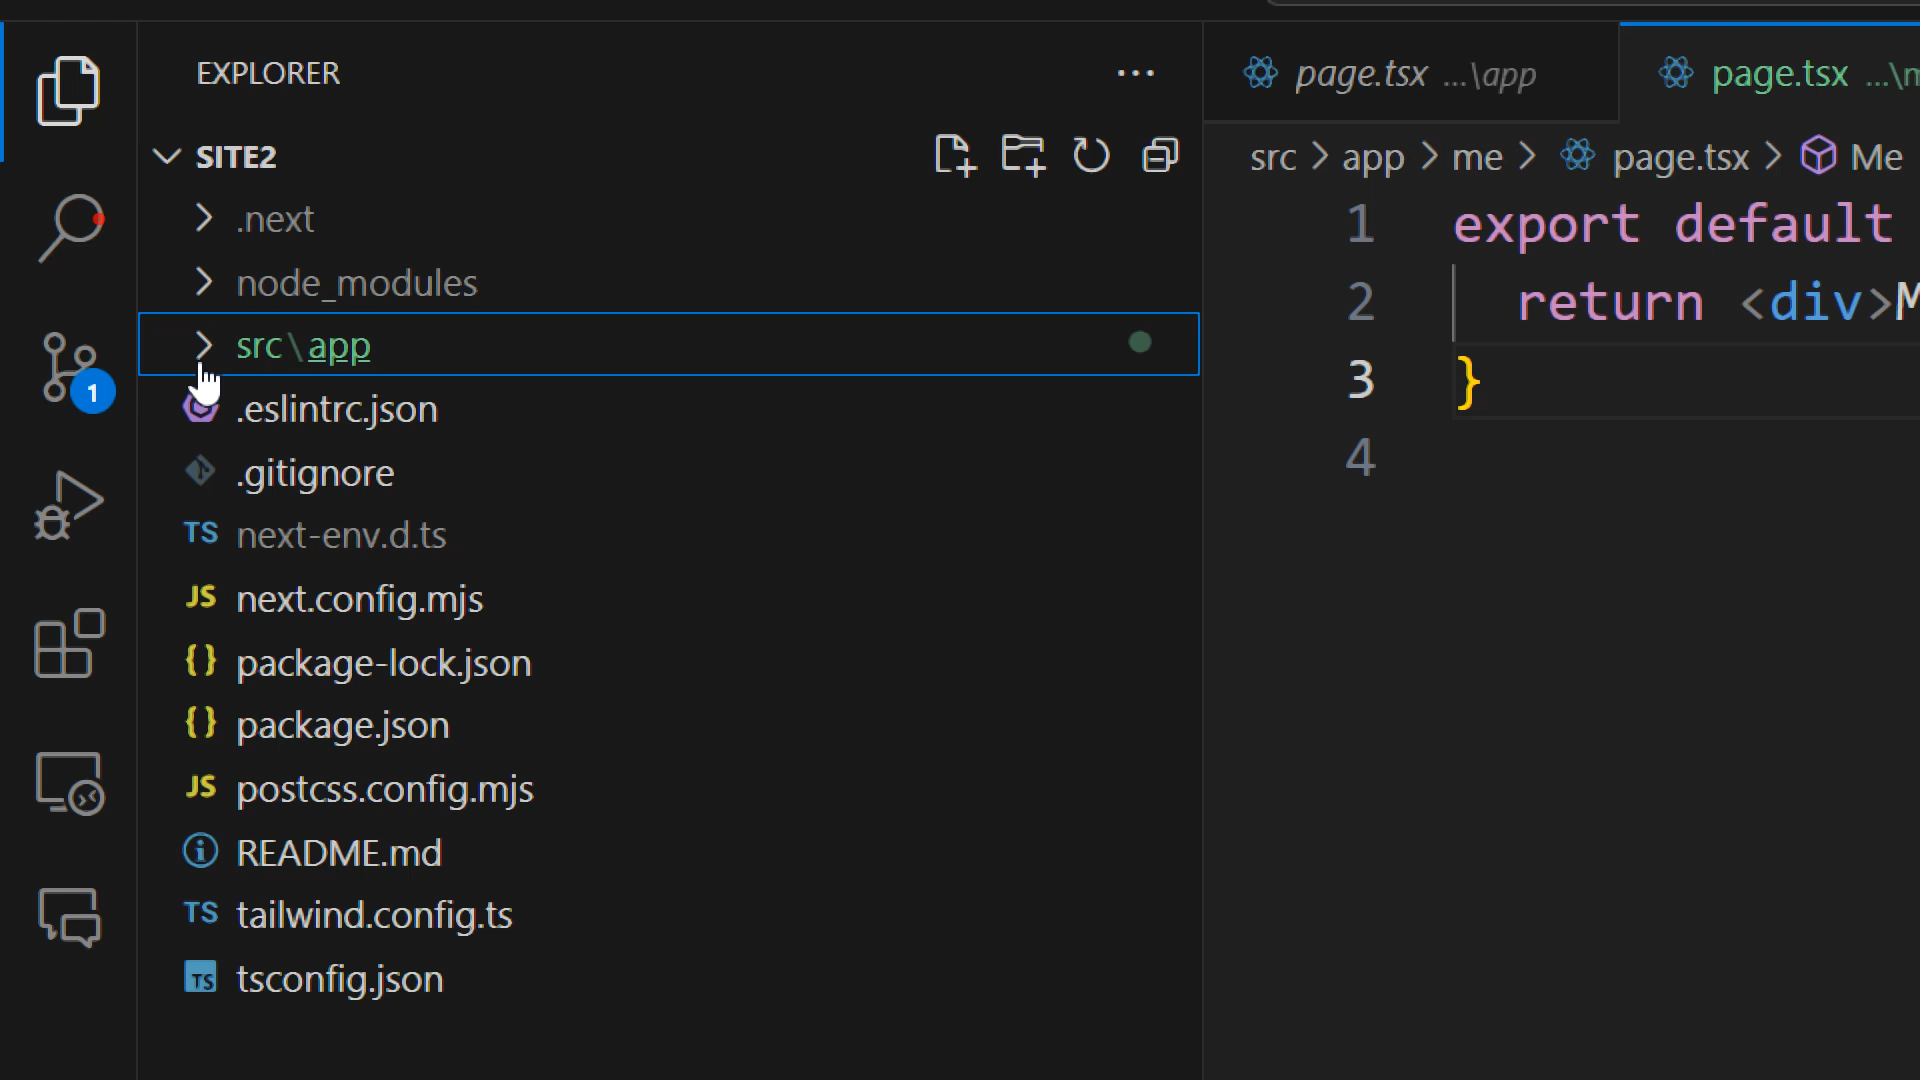 EXPLORER
SITE2
.next
node_modules
src\app
.eslintrc.json
.gitignore
TS next-env.d.ts
JS next.config.mjs
{} package-lock.json
{} package.json
JS postcss.config.mjs
README.md
TS tailwind.config.ts
TS tsconfig.json
1
page.tsx ...\app
page.tsx ...\m
src > app > me > page.tsx > Me
1 export default
2 return <div>M
3 }
4